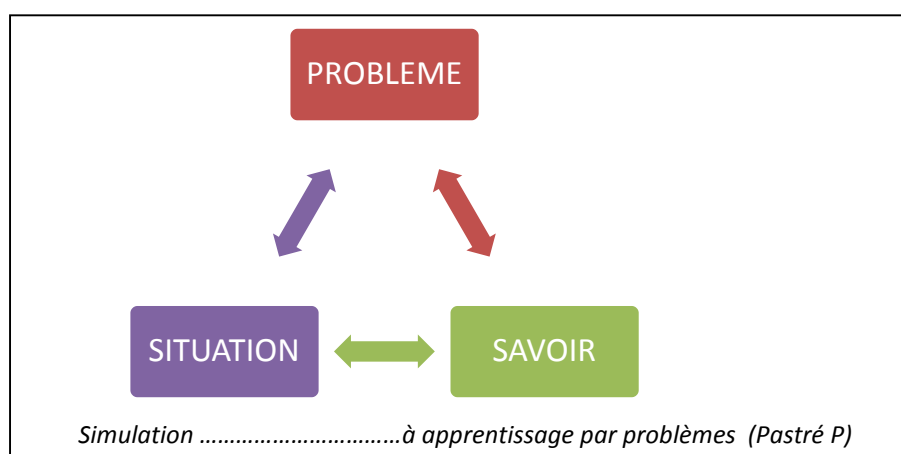 PROBLEME
SITUATION
SAVOIR
Simulation ……………………………à apprentissage par problèmes (Pastré P)